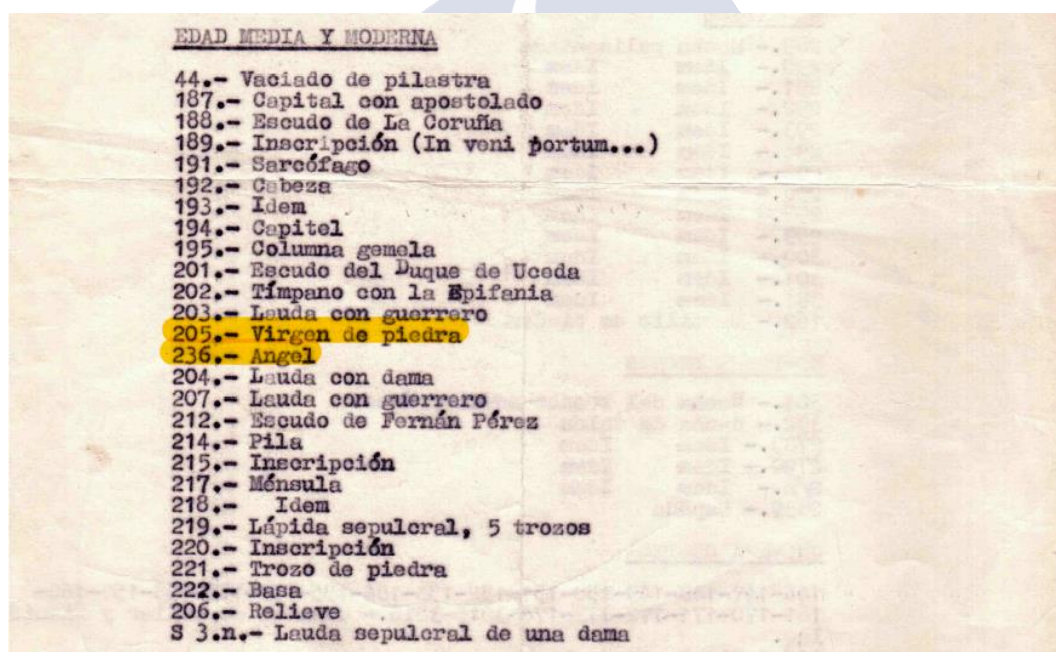 EDAD MEDIA Y MODERNA
44.- Vaciado de pilastra
187.- Capital con apostolado
188.- Escudo de La Coruña
189.- Inscripción (In veni portum...)
191.- Sarcófago
192.- Cabeza
193.- Idem
194.- Capitel
195.- Columna gemela
201.- Escudo del Duque de Uceda
202.- Tímpano con la Epifania
203.- Lauda con guerrero
205.- Virgen de piedra
236.- Angel
204.- Lauda con dama
207.- Lauda con guerrero
212.- Escudo de Fernán Pérez
214.- Pila
215.- Inscripción
217.- Ménsula
218.- Idem
219.- Lápida sepulcral, 5 trozos
220.- Inscripción
221.- Trozo de piedra
222.- Basa
206.- Relieve
S 3.n.- Lauda sepulcral de una dama